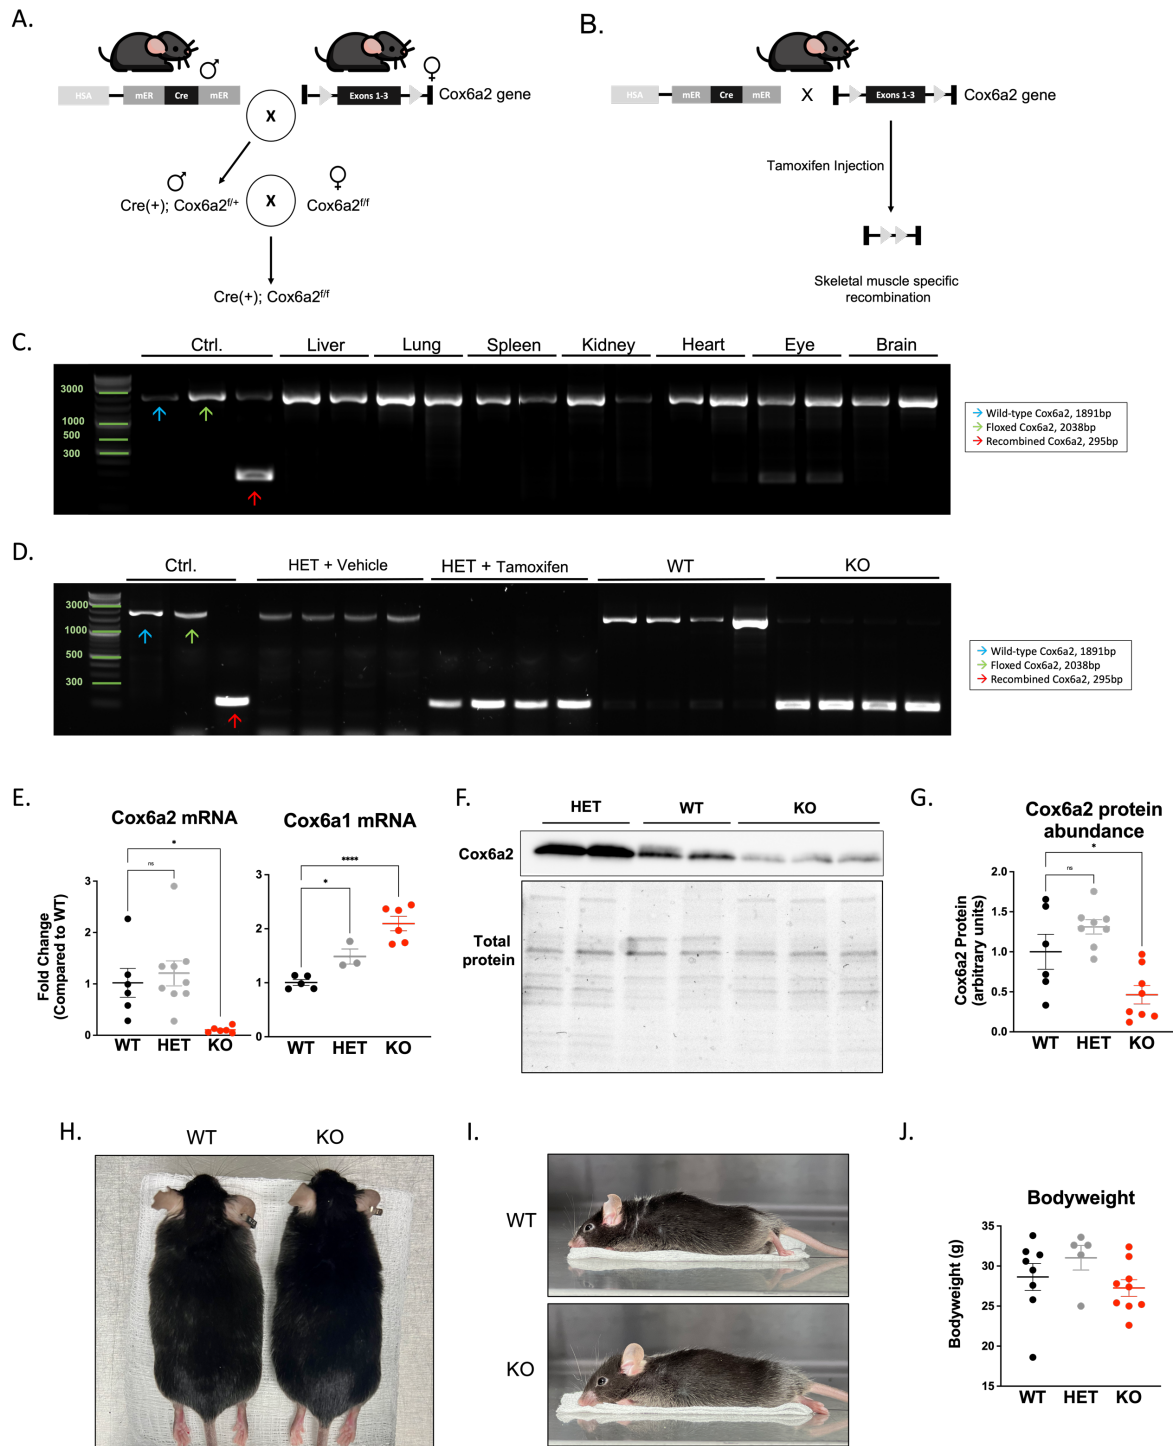 A.
HSA mER Cre mER
♂
Exons 1-3
♀
Cox6a2 gene
X
♂
Cre(+); Cox6a2f/+
X
♀
Cox6a2f/f
Cre(+); Cox6a2f/f
B.
HSA mER Cre mER
X
Exons 1-3
Cox6a2 gene
Tamoxifen Injection
Skeletal muscle specific
recombination
C.
Ctrl. Liver Lung Spleen Kidney Heart Eye Brain
3000
1000
500
300
Wild-type Cox6a2, 1891bp
Floxed Cox6a2, 2038bp
Recombined Cox6a2, 295bp
D.
Ctrl. HET + Vehicle HET + Tamoxifen WT KO
3000
1000
500
300
Wild-type Cox6a2, 1891bp
Floxed Cox6a2, 2038bp
Recombined Cox6a2, 295bp
E.
Cox6a2 mRNA
*
ns
Fold Change
(Compared to WT)
3
2
1
0
WT HET KO
Cox6a1 mRNA
****
*
3
2
1
0
WT HET KO
F.
HET WT KO
Cox6a2
Total
protein
G.
Cox6a2 protein
abundance
*
ns
Cox6a2 Protein
(arbitrary units)
2.0
1.5
1.0
0.5
0.0
WT HET KO
H.
WT KO
I.
WT
KO
J.
Bodyweight
Bodyweight (g)
35
30
25
20
15
WT HET KO